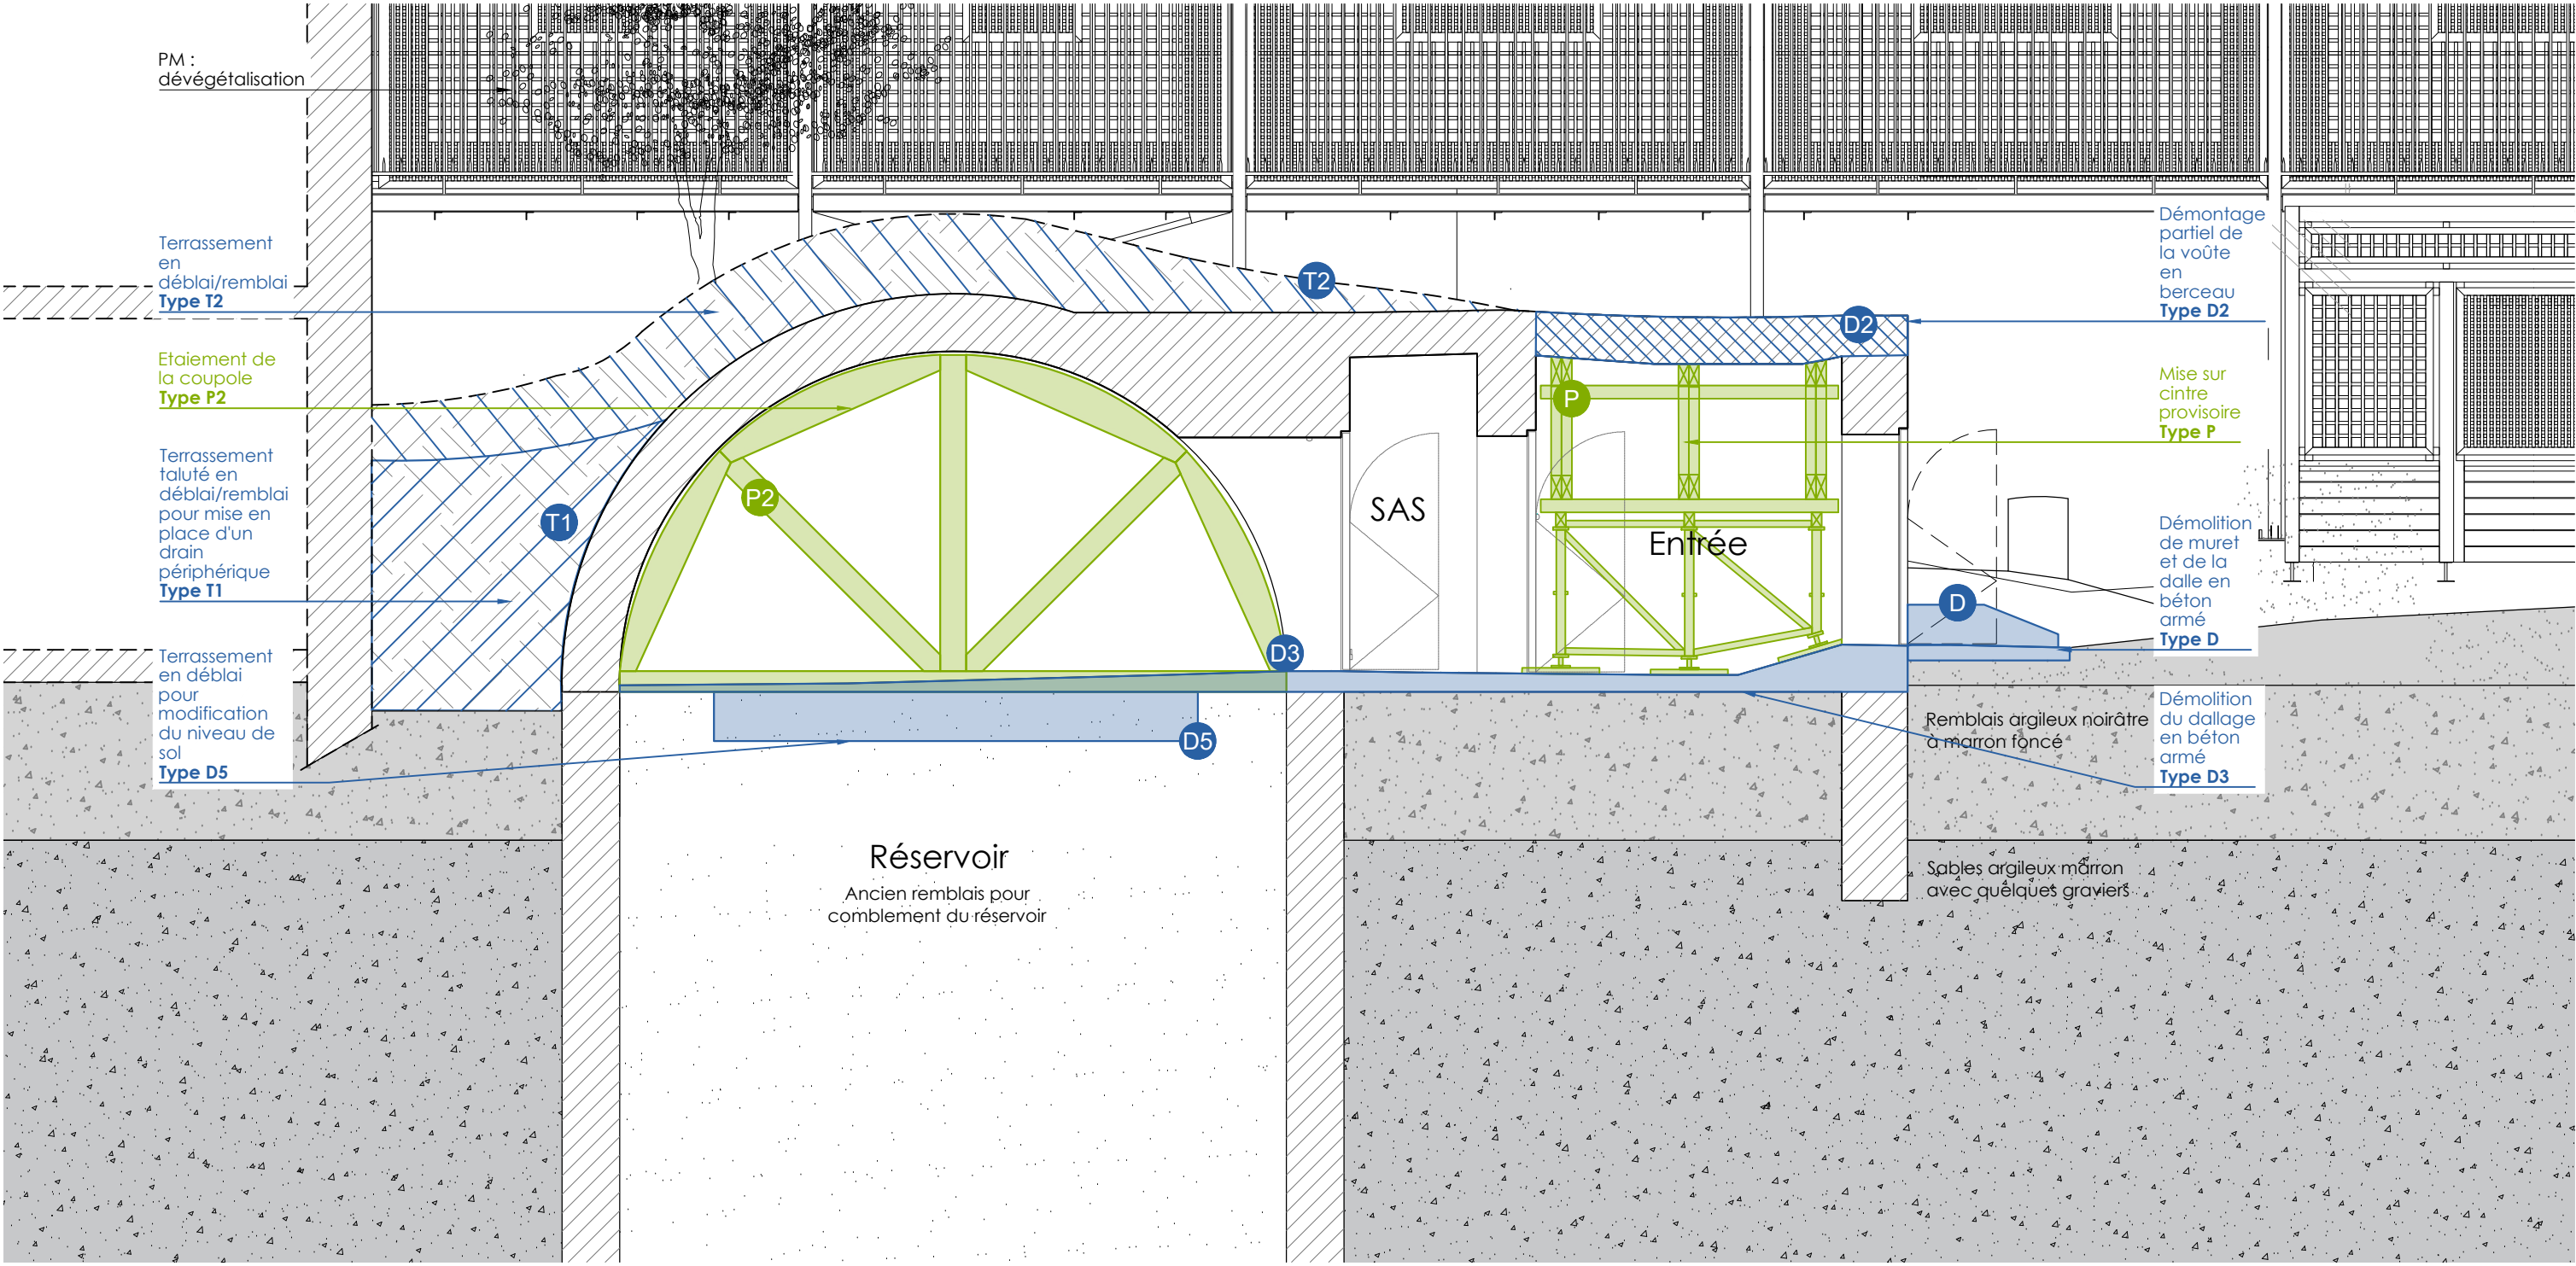 PM :
dévégétalisation
Terrassement
en
déblai/remblai
Type T2
Etaiement de
la coupole
Type P2
Terrassement
taluté en
déblai/remblai
pour mise en
place d'un
drain
périphérique
Type T1
Terrassement
en déblai
pour
modification
du niveau de
sol
Type D5
T2
D2
P
P2
T1
SAS
Entrée
D
D3
D5
Réservoir
Ancien remblais pour
comblement du réservoir
Démontage
partiel de
la voûte
en
berceau
Type D2
Mise sur
cintre
provisoire
Type P
Démolition
de muret
et de la
dalle en
béton
armé
Type D
Démolition
du dallage
en béton
armé
Type D3
Remblais argileux noirâtre
à marron foncé
Sables argileux marron
avec quelques graviers